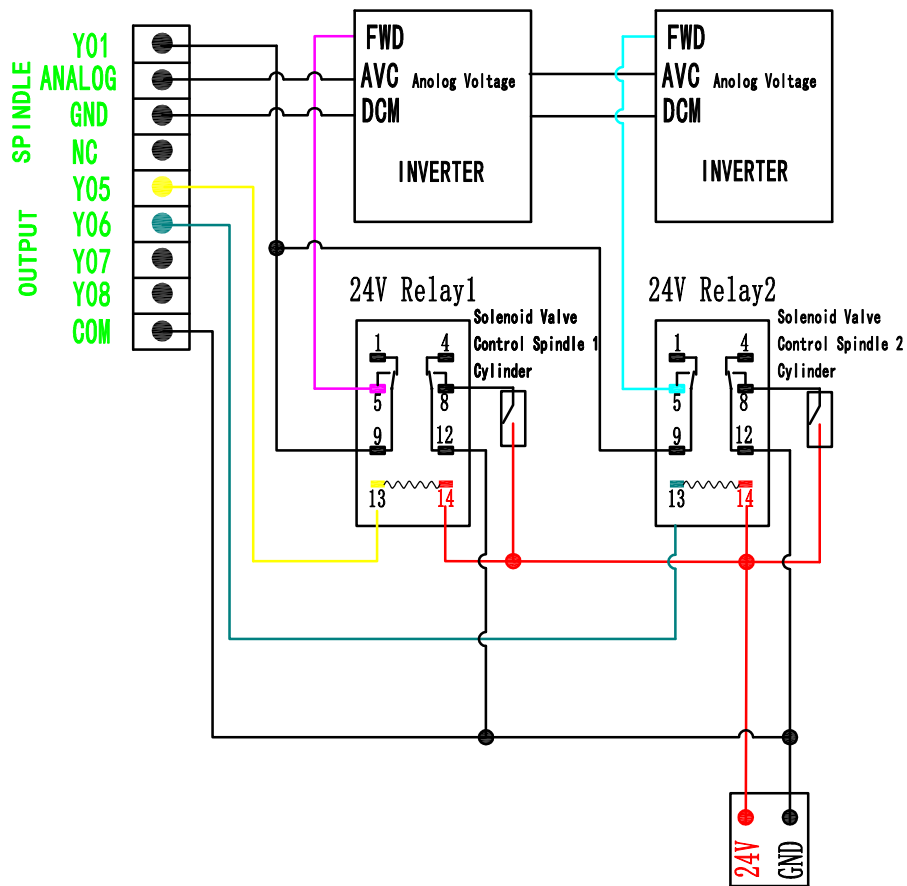 SPINDLE
OUTPUT
Y01
ANALOG
GND
NC
Y05
Y06
Y07
Y08
COM
FWD
AVC Anolog Voltage
DCM
INVERTER
FWD
AVC Anolog Voltage
DCM
INVERTER
24V Relay1
Solenoid Valve
Control Spindle 1
Cylinder
1 4
5 8
9 12
13 14
24V Relay2
Solenoid Valve
Control Spindle 2
Cylinder
1 4
5 8
9 12
13 14
24V
GND